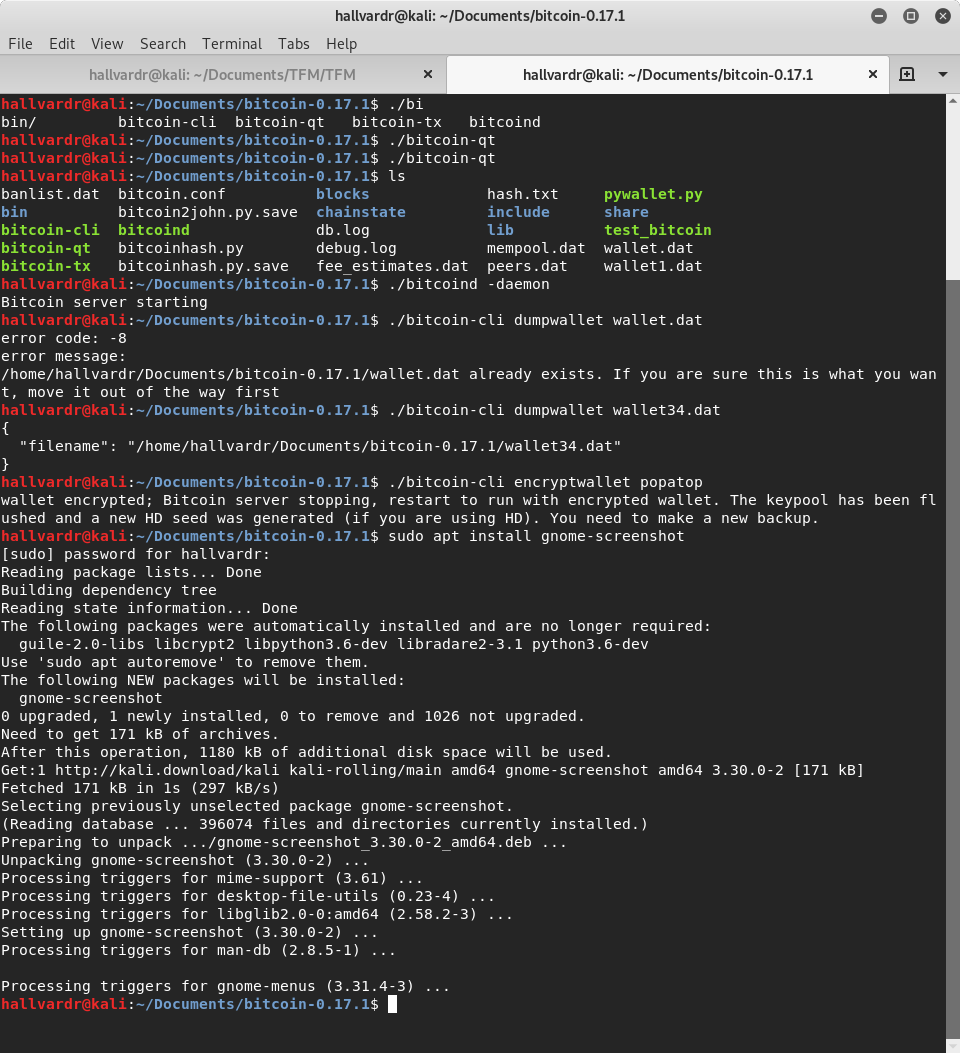 hallvardr@kali: ~/Documents/bitcoin-0.17.1
File Edit View Search Terminal Tabs Help
hallvardr@kali: ~/Documents/TFM/TFM hallvardr@kali: ~/Documents/bitcoin-0.17.1
hallvardr@kali:~/Documents/bitcoin-0.17.1$ ./bi
bin/         bitcoin-cli  bitcoin-qt   bitcoin-tx   bitcoind
hallvardr@kali:~/Documents/bitcoin-0.17.1$ ./bitcoin-qt
hallvardr@kali:~/Documents/bitcoin-0.17.1$ ./bitcoin-qt
hallvardr@kali:~/Documents/bitcoin-0.17.1$ ls
banlist.dat  bitcoin.conf          blocks             hash.txt     pywallet.py
bin          bitcoin2john.py.save  chainstate         include      share
bitcoin-cli  bitcoind              db.log             lib          test_bitcoin
bitcoin-qt   bitcoinhash.py        debug.log          mempool.dat  wallet.dat
bitcoin-tx   bitcoinhash.py.save   fee_estimates.dat  peers.dat    wallet1.dat
hallvardr@kali:~/Documents/bitcoin-0.17.1$ ./bitcoind -daemon
Bitcoin server starting
hallvardr@kali:~/Documents/bitcoin-0.17.1$ ./bitcoin-cli dumpwallet wallet.dat
error code: -8
error message:
/home/hallvardr/Documents/bitcoin-0.17.1/wallet.dat already exists. If you are sure this is what you wan
t, move it out of the way first
hallvardr@kali:~/Documents/bitcoin-0.17.1$ ./bitcoin-cli dumpwallet wallet34.dat
{
  "filename": "/home/hallvardr/Documents/bitcoin-0.17.1/wallet34.dat"
}
hallvardr@kali:~/Documents/bitcoin-0.17.1$ ./bitcoin-cli encryptwallet popatop
wallet encrypted; Bitcoin server stopping, restart to run with encrypted wallet. The keypool has been fl
ushed and a new HD seed was generated (if you are using HD). You need to make a new backup.
hallvardr@kali:~/Documents/bitcoin-0.17.1$ sudo apt install gnome-screenshot
[sudo] password for hallvardr:
Reading package lists... Done
Building dependency tree
Reading state information... Done
The following packages were automatically installed and are no longer required:
  guile-2.0-libs libcrypt2 libpython3.6-dev libradare2-3.1 python3.6-dev
Use 'sudo apt autoremove' to remove them.
The following NEW packages will be installed:
  gnome-screenshot
0 upgraded, 1 newly installed, 0 to remove and 1026 not upgraded.
Need to get 171 kB of archives.
After this operation, 1180 kB of additional disk space will be used.
Get:1 http://kali.download/kali kali-rolling/main amd64 gnome-screenshot amd64 3.30.0-2 [171 kB]
Fetched 171 kB in 1s (297 kB/s)
Selecting previously unselected package gnome-screenshot.
(Reading database ... 396074 files and directories currently installed.)
Preparing to unpack .../gnome-screenshot_3.30.0-2_amd64.deb ...
Unpacking gnome-screenshot (3.30.0-2) ...
Processing triggers for mime-support (3.61) ...
Processing triggers for desktop-file-utils (0.23-4) ...
Processing triggers for libglib2.0-0:amd64 (2.58.2-3) ...
Setting up gnome-screenshot (3.30.0-2) ...
Processing triggers for man-db (2.8.5-1) ...
Processing triggers for gnome-menus (3.31.4-3) ...
hallvardr@kali:~/Documents/bitcoin-0.17.1$